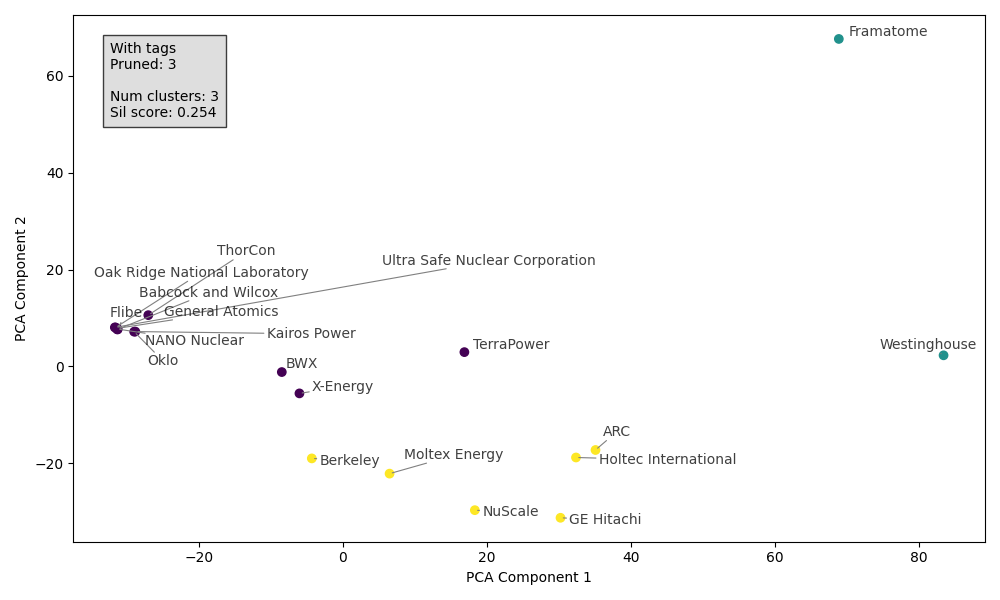 With tags
Pruned: 3
Num clusters: 3
Sil score: 0.254
Framatome
ThorCon
Ultra Safe Nuclear Corporation
Oak Ridge National Laboratory
Babcock and Wilcox
Flibe
General Atomics
NANO Nuclear
Kairos Power
Oklo
BWX
X-Energy
TerraPower
Westinghouse
ARC
Holtec International
Moltex Energy
Berkeley
NuScale
GE Hitachi
PCA Component 2
60
40
20
0
−20
−20
0
20
40
60
80
PCA Component 1